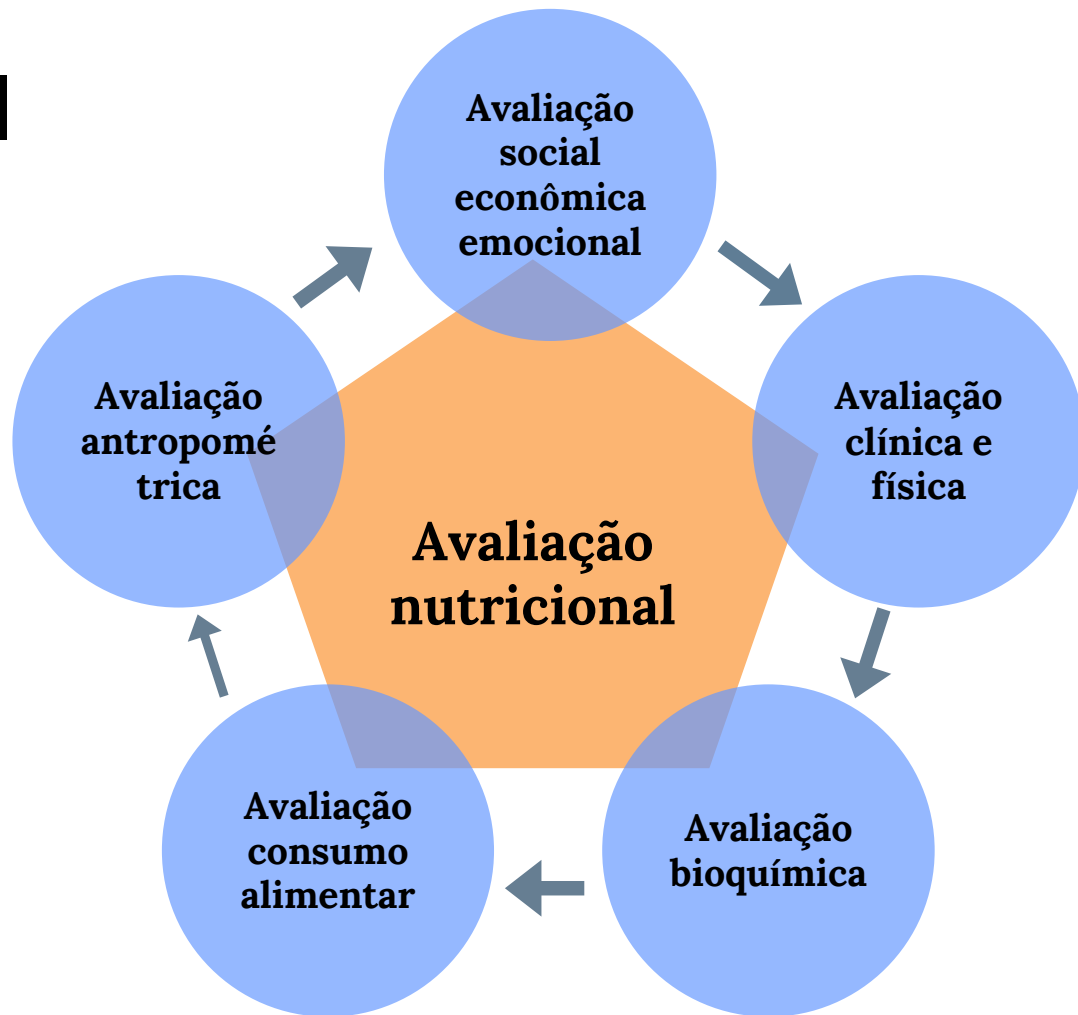 Avaliação
social
econômica
emocional
Avaliação
clínica e
física
Avaliação
bioquímica
Avaliação
consumo
alimentar
Avaliação
antropomé
trica
Avaliação
nutricional